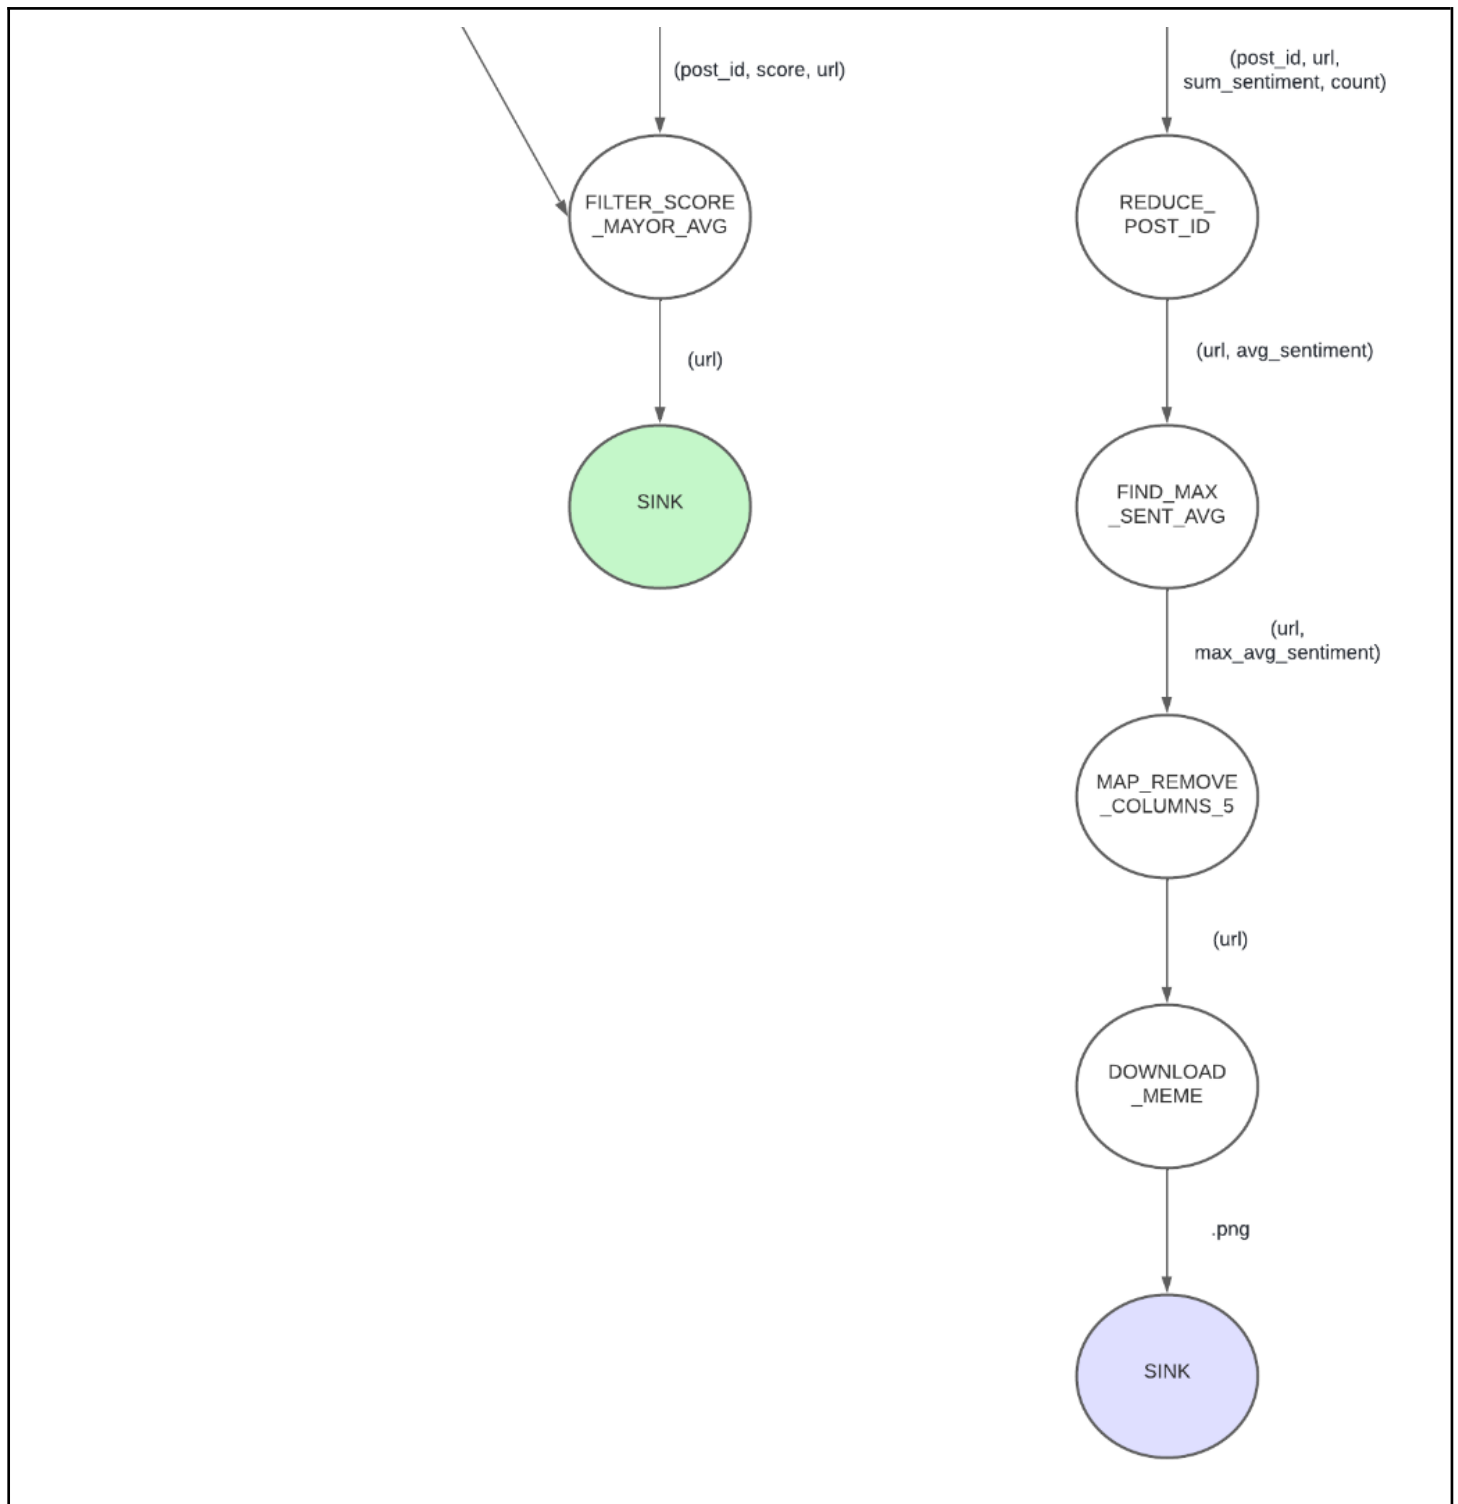 (post_id, score, url)
FILTER_SCORE
_MAYOR_AVG
(url)
SINK
(post_id, url,
sum_sentiment, count)
REDUCE_
POST_ID
(url, avg_sentiment)
FIND_MAX
_SENT_AVG
(url,
max_avg_sentiment)
MAP_REMOVE
_COLUMNS_5
(url)
DOWNLOAD
_MEME
.png
SINK